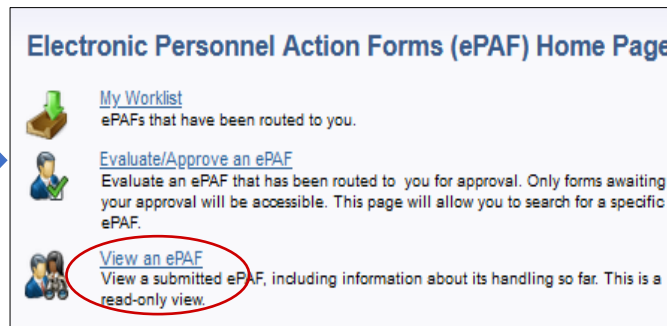 Electronic Personnel Action Forms (ePAF) Home Page
My Worklist
ePAFs that have been routed to you.
Evaluate/Approve an ePAF
Evaluate an ePAF that has been routed to you for approval. Only forms awaiting
your approval will be accessible. This page will allow you to search for a specific
ePAF.
View an ePAF
View a submitted ePAF, including information about its handling so far. This is a
read-only view.